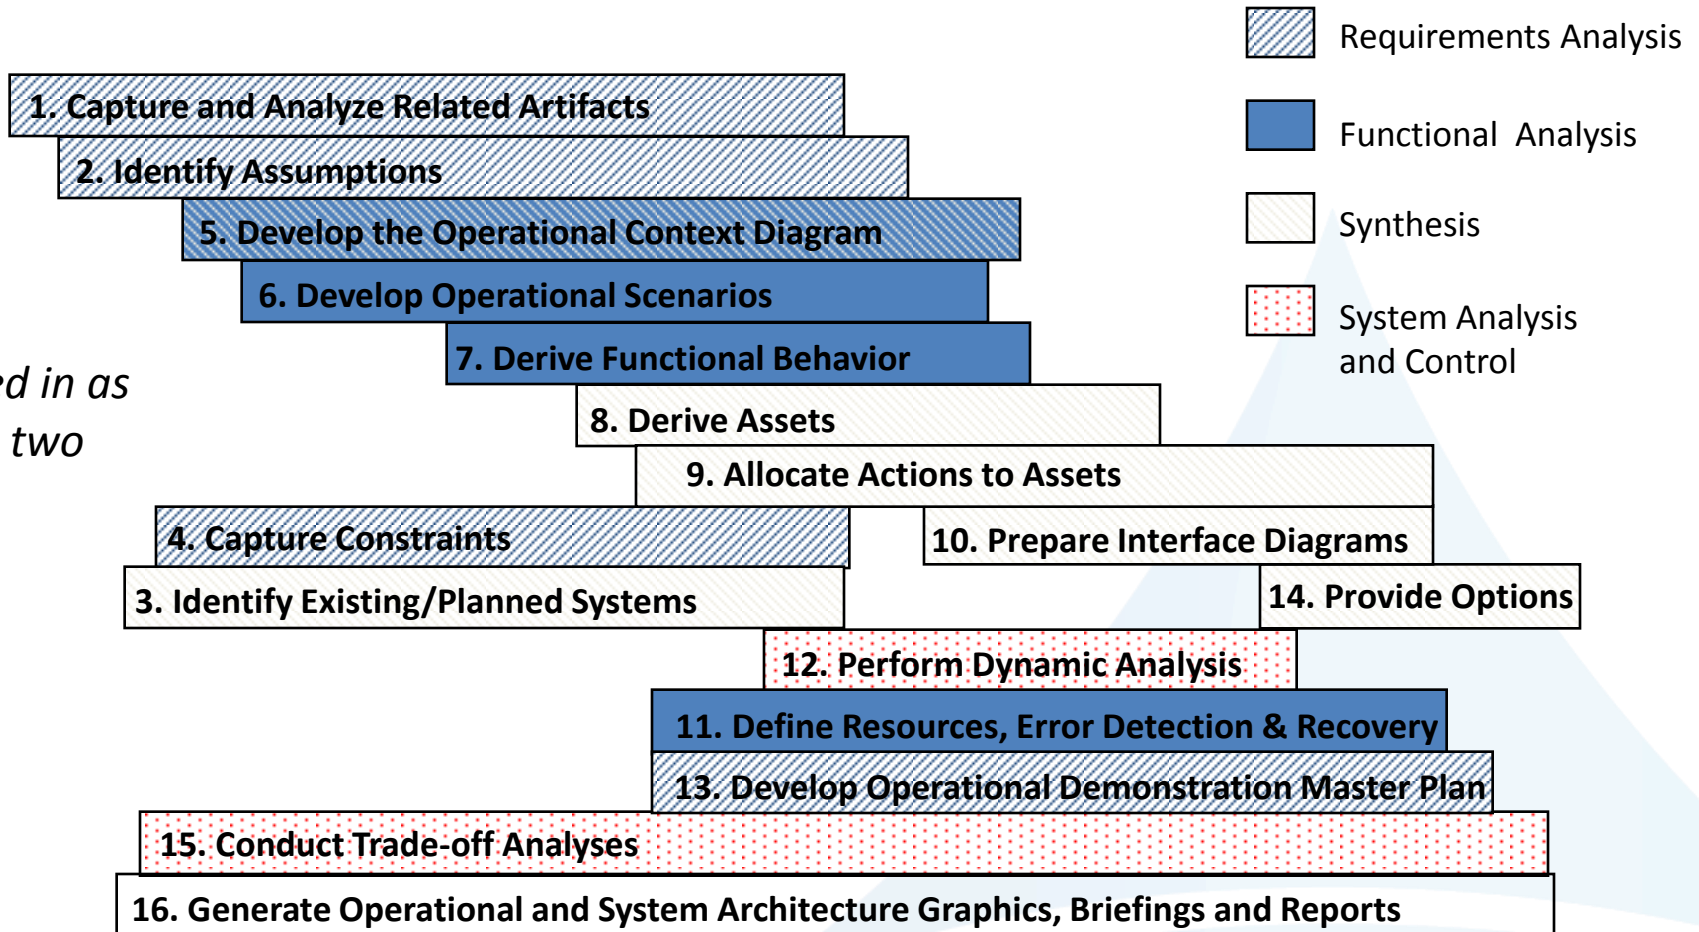 Requirements Analysis
1. Capture and Analyze Related Artifacts
Functional Analysis
2. Identify Assumptions
5. Develop the Operational Context Diagram
Synthesis
6. Develop Operational Scenarios
System Analysis
and Control
7. Derive Functional Behavior
ed in as
two
8. Derive Assets
9. Allocate Actions to Assets
4. Capture Constraints
10. Prepare Interface Diagrams
3. Identify Existing/Planned Systems
14. Provide Options
12. Perform Dynamic Analysis
11. Define Resources, Error Detection & Recovery
13. Develop Operational Demonstration Master Plan
15. Conduct Trade-off Analyses
16. Generate Operational and System Architecture Graphics, Briefings and Reports